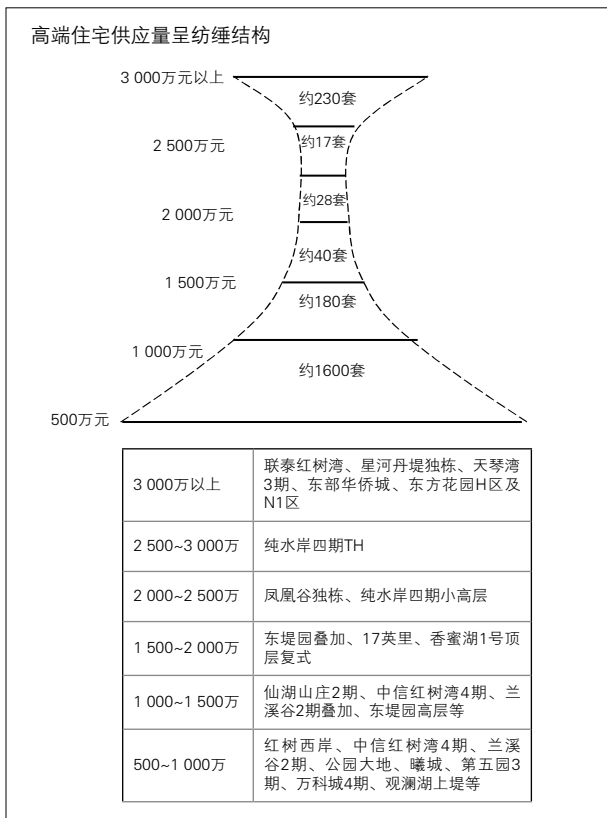 高端住宅供应量呈纺缍结构
3 000万元以上
约230套
2 500万元
约17套
约28套
2 000万元
约40套
1 500万元
约180套
1 000万元
约1600套
500万元
3 000万以上
联泰红树湾、星河丹堤独栋、天琴湾
3期、东部华侨城、东方花园H区及
N1区
2 500~3 000万
纯水岸四期TH
2 000~2 500万
凤凰谷独栋、纯水岸四期小高层
1 500~2 000万
东堤园叠加、17英里、香蜜湖1号顶
层复式
1 000~1 500万
仙湖山庄2期、中信红树湾4期、兰
溪谷2期叠加、东堤园高层等
500~1 000万
红树西岸、中信红树湾4期、兰溪
谷2期、公园大地、曦城、第五园3
期、万科城4期、观澜湖上堤等